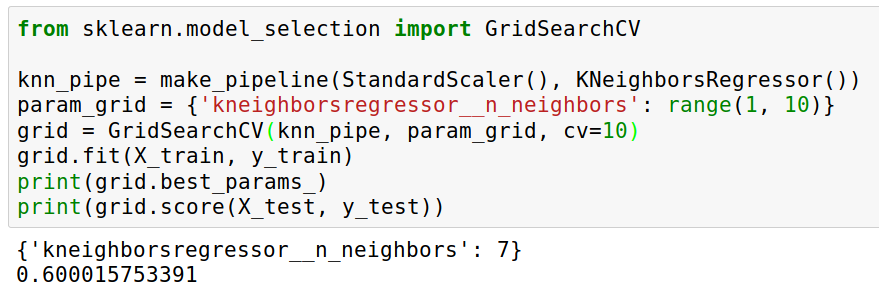 from sklearn.model_selection import GridSearchCV
knn_pipe = make_pipeline(StandardScaler(), KNeighborsRegressor())
param_grid = {'kneighborsregressor__n_neighbors': range(1, 10)}
grid = GridSearchCV(knn_pipe, param_grid, cv=10)
grid.fit(X_train, y_train)
print(grid.best_params_)
print(grid.score(X_test, y_test))
{'kneighborsregressor__n_neighbors': 7}
0.600015753391